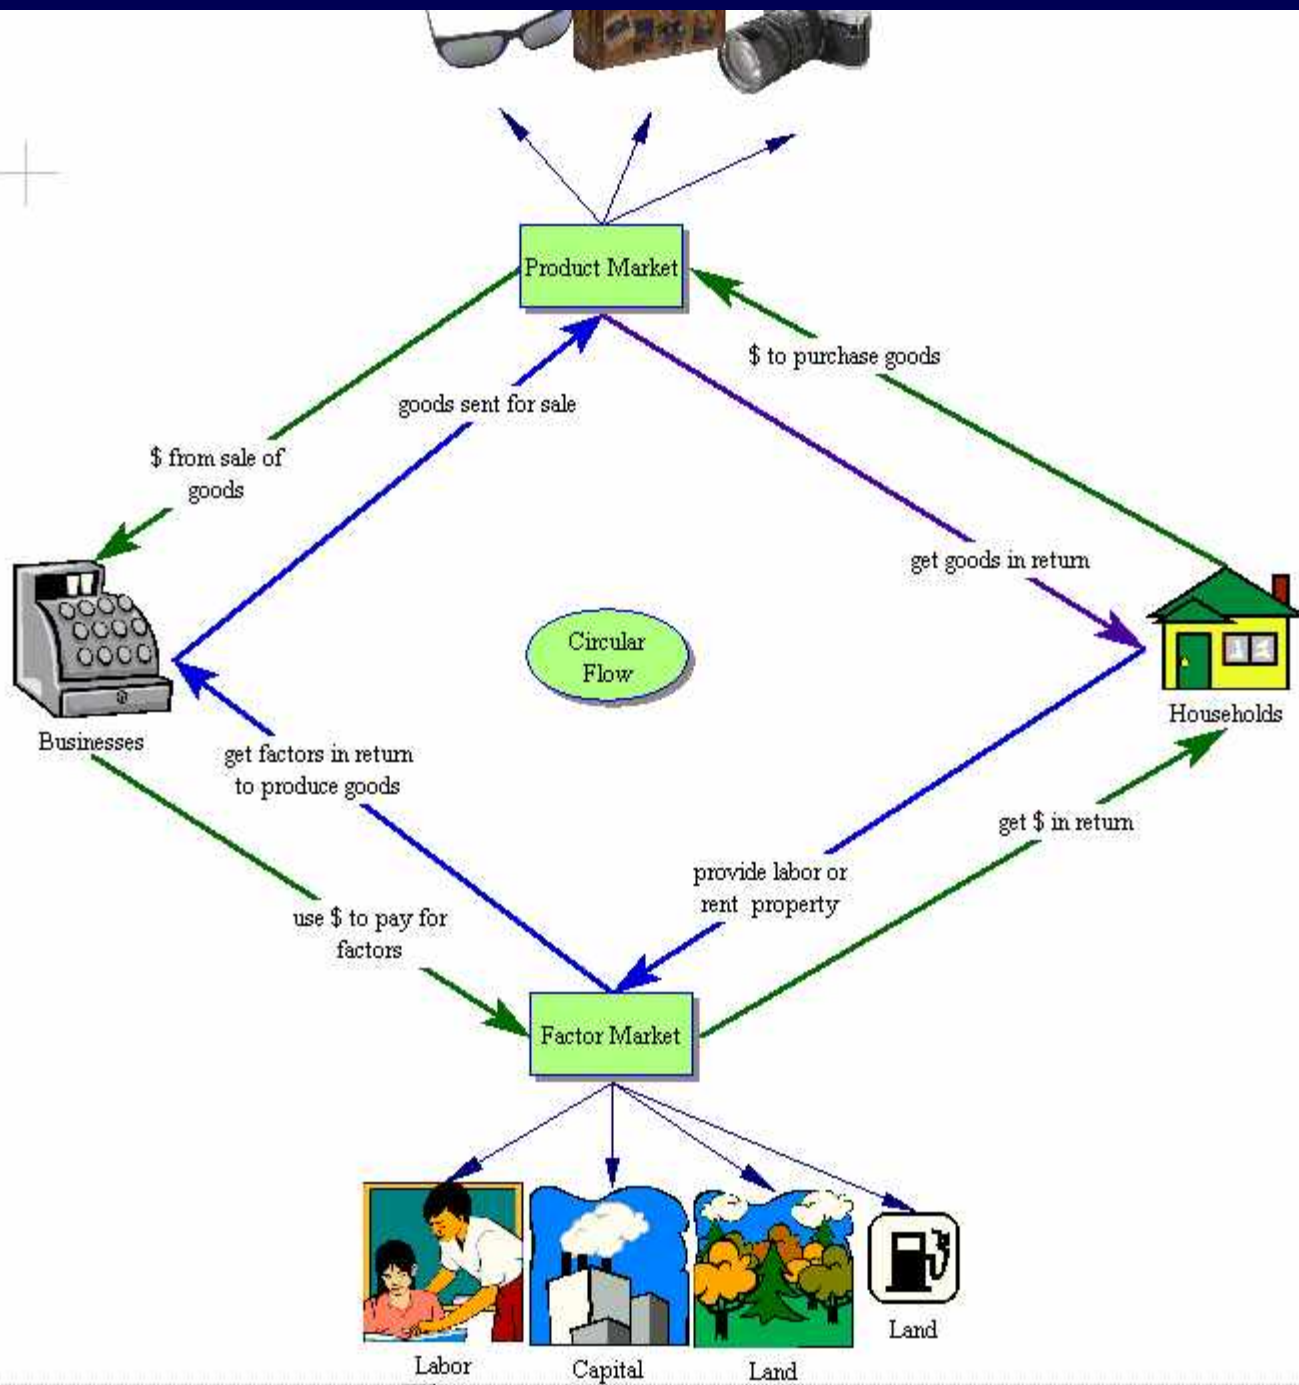 Product Market
$ to purchase goods
goods sent for sale
$ from sale of
goods
get goods in return
Circular
Flow
Households
Businesses
get factors in return
to produce goods
get $ in return
provide labor or
rent property
use $ to pay for
factors
Factor Market
Land
Labor
Capital
Land